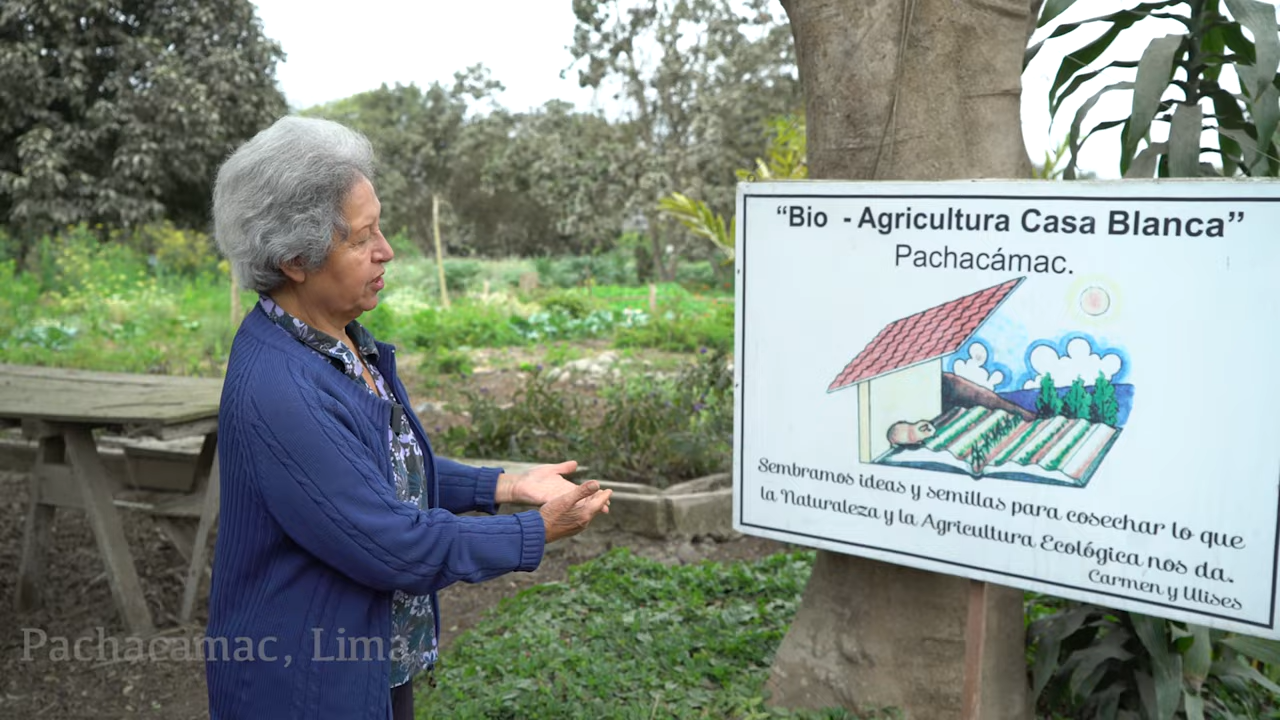 “Bio - Agricultura Casa Blanca”
Pachacámac.
Sembramos ideas y semillas para cosechar lo que
la Naturaleza y la Agricultura Ecológica nos da.
Carmen y Ulises
Pachacamac, Lima